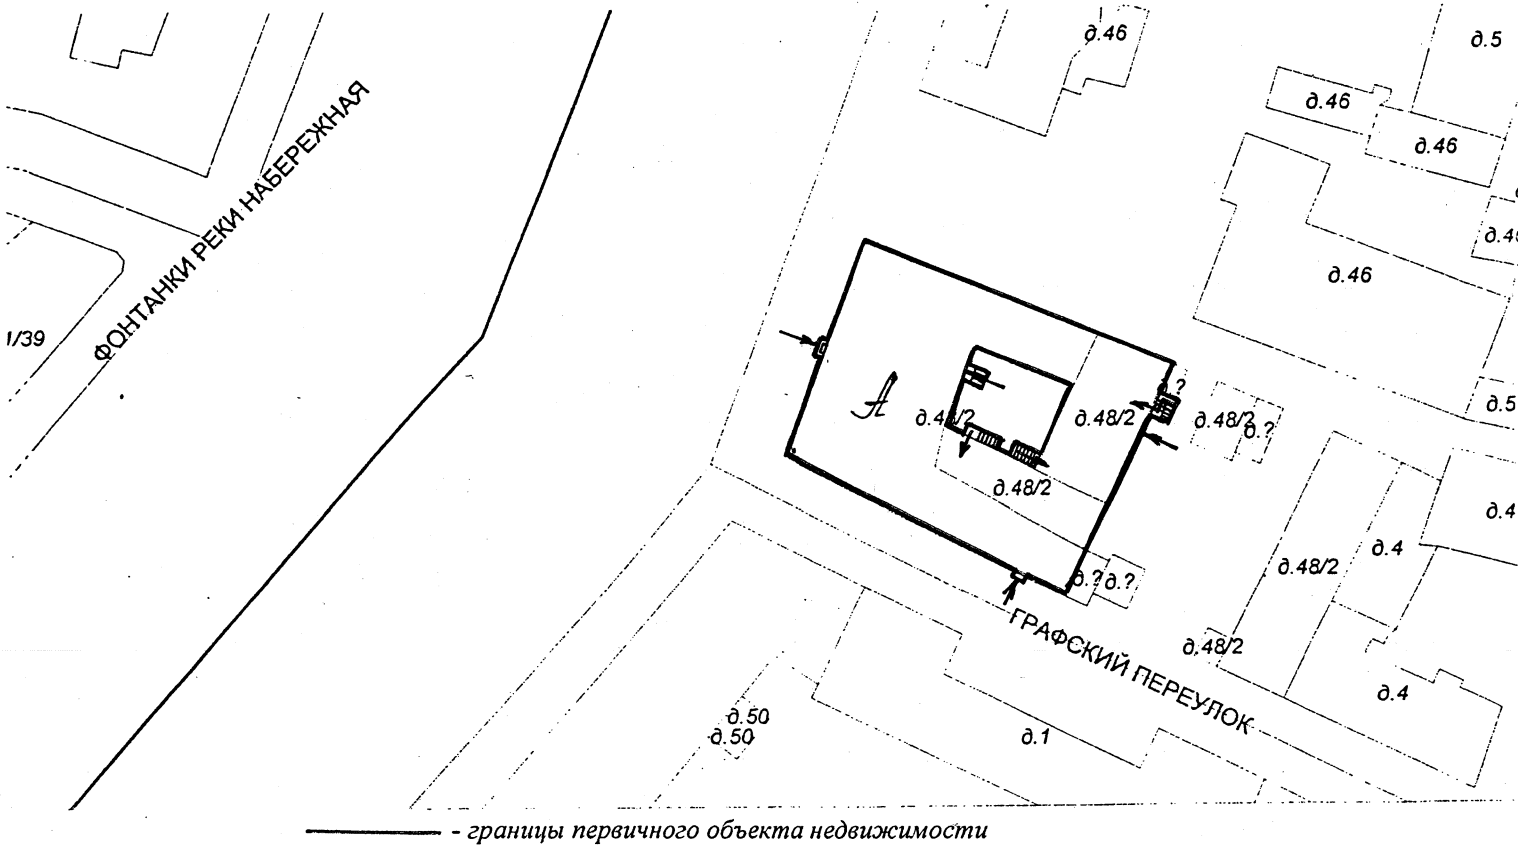 д.46
д.5
д.46
д.46
ФОНТАНКИ РЕКИ НАБЕРЕЖНАЯ
д.46
1/39
?
А
д.48/2
д.48/2
д.?
д.5
д.48/2
д.4
д.48/2
д.4
д.? д.?
ГРАФСКИЙ ПЕРЕУЛОК
д.48/2
д.4
д.50
д.50
д.1
- границы первичного объекта недвижимости